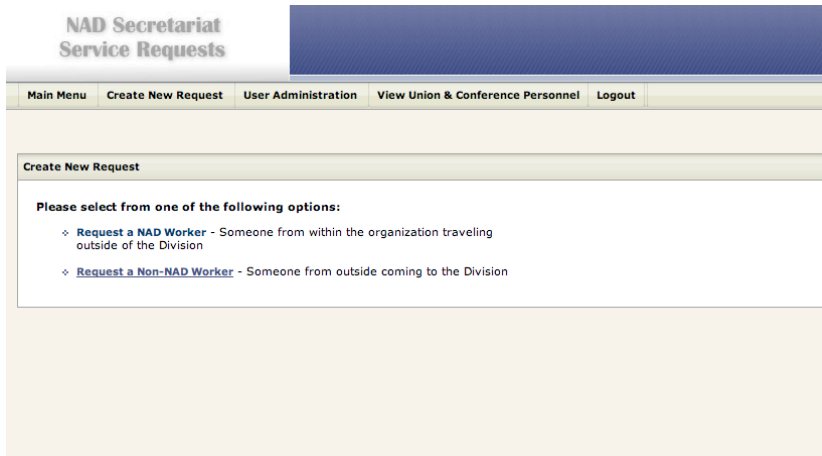 NAD Secretariat
Service Requests
Main Menu Create New Request User Administration View Union & Conference Personnel Logout
Create New Request
Please select from one of the following options:
Request a NAD Worker - Someone from within the organization traveling
outside of the Division
Request a Non-NAD Worker - Someone from outside coming to the Division